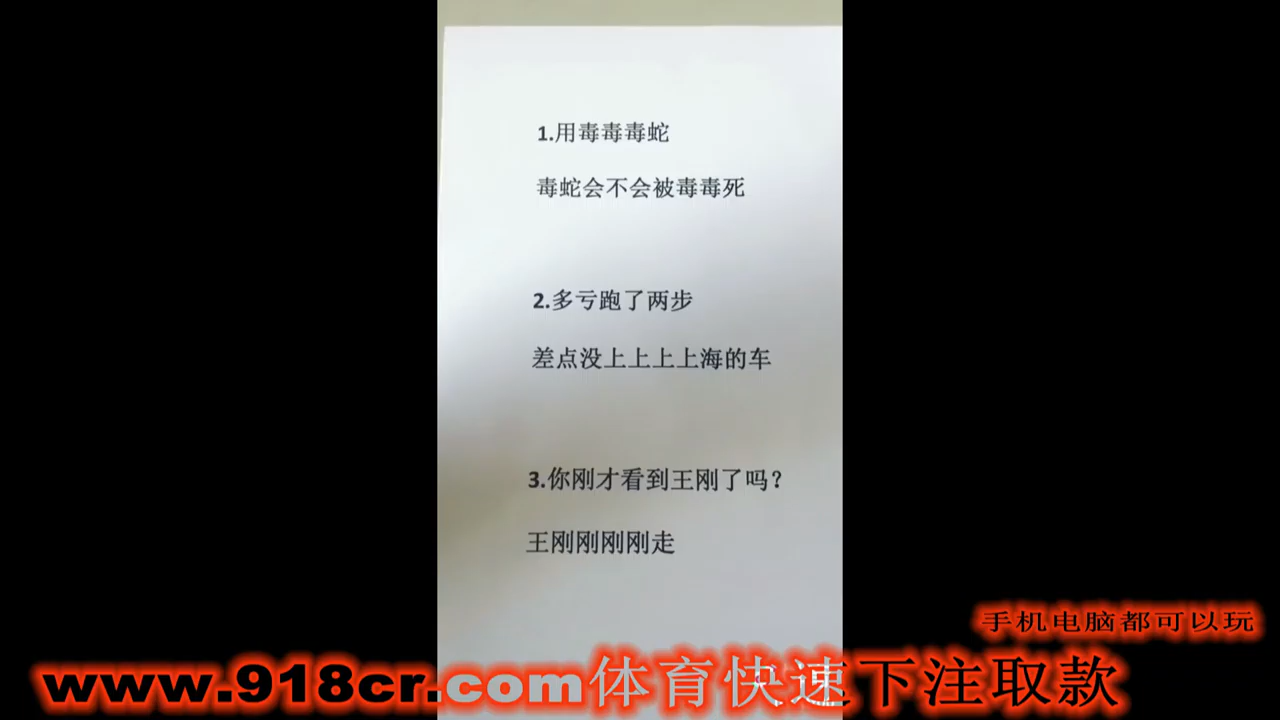 1.用毒毒毒蛇
毒蛇会不会被毒毒死
2.多亏跑了两步
差点没上上上上海的车
3.你刚才看到王刚了吗？
王刚刚刚刚走
手机电脑都可以玩
www.918cr.com体育快速下注取款